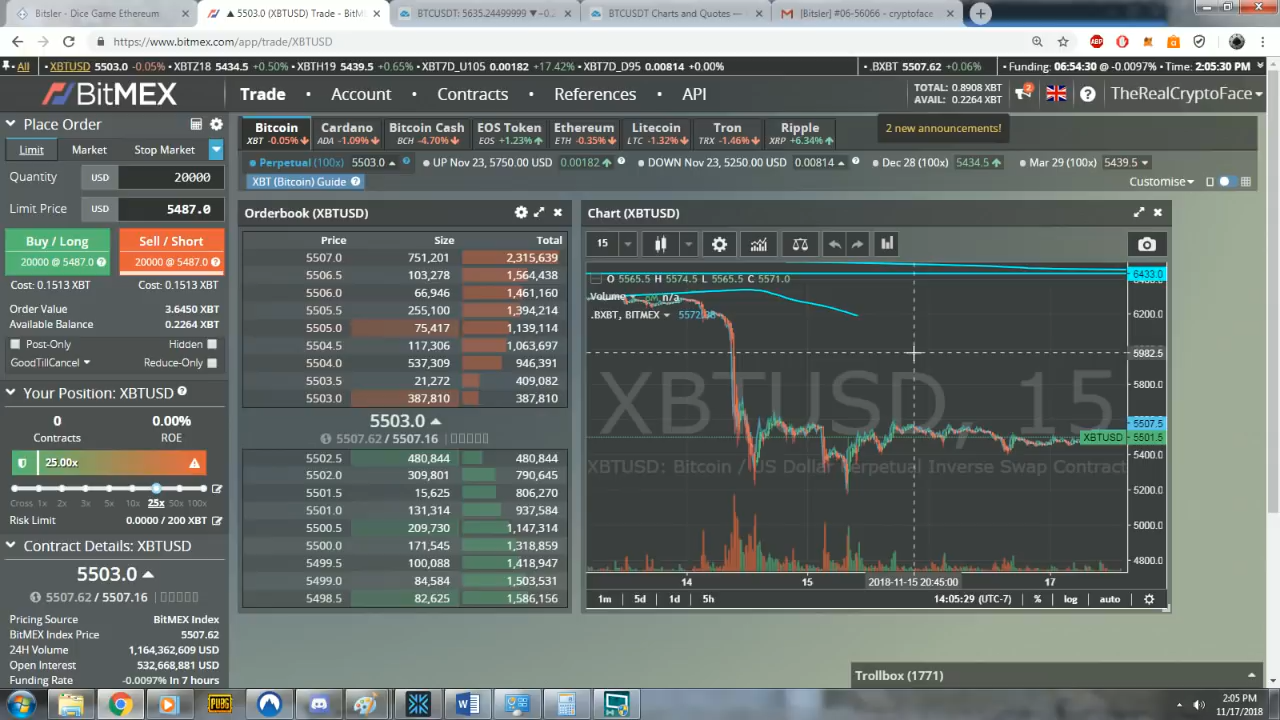 Bitsler - Dice Game Ethereum
▲ 5503.0 (XBTUSD) Trade - BitM
BTCUSDT: 5635.24499999 ▼−0.
BTCUSDT Charts and Quotes —
[Bitsler] #06-56066 - cryptoface
https://www.bitmex.com/app/trade/XBTUSD
All XBTUSD 5503.0 -0.05% • XBTZ18 5434.5 +0.50% • XBTH19 5439.5 +0.65% XBT7D_U105 0.00182 +17.42% • XBT7D_D95 0.00814 +0.00% • .BXBT 5507.62 +0.06% • Funding: 06:54:30 @ -0.0097% • Time: 2:05:30 PM
BitMEX
Trade • Account • Contracts • References • API
TOTAL: 0.8908 XBT
AVAIL: 0.2264 XBT
2
TheRealCryptoFace
2 new announcements!
Place Order
Limit Market Stop Market
Quantity USD 20000
Limit Price USD 5487.0
Buy / Long
20000 @ 5487.0
Sell / Short
20000 @ 5487.0
Cost: 0.1513 XBT Cost: 0.1513 XBT
Order Value 3.6450 XBT
Available Balance 0.2264 XBT
Post-Only Hidden
GoodTillCancel Reduce-Only
Your Position: XBTUSD
0 0.00%
Contracts ROE
25.00x
Cross 1x 2x 3x 5x 10x 25x 50x 100x
Risk Limit 0.0000 / 200 XBT
Contract Details: XBTUSD
5503.0
5507.62 / 5507.16
Pricing Source BitMEX Index
BitMEX Index Price 5507.62
24H Volume 1,164,362,609 USD
Open Interest 532,668,881 USD
Funding Rate -0.0097% In 7 hours
Bitcoin Cardano Bitcoin Cash EOS Token Ethereum Litecoin Tron Ripple
XBT -0.05% ADA -1.09% BCH -4.70% EOS +1.23% ETH -0.35% LTC -1.32% TRX -1.46% XRP +6.34%
Perpetual (100x) 5503.0 • UP Nov 23, 5750.00 USD 0.00182 • DOWN Nov 23, 5250.00 USD 0.00814 • Dec 28 (100x) 5434.5 • Mar 29 (100x) 5439.5
XBT (Bitcoin) Guide
Customise
Orderbook (XBTUSD)
Price Size Total
5507.0 751,201 2,315,639
5506.5 103,278 1,564,438
5506.0 66,946 1,461,160
5505.5 255,100 1,394,214
5505.0 75,417 1,139,114
5504.5 117,306 1,063,697
5504.0 537,309 946,391
5503.5 21,272 409,082
5503.0 387,810 387,810
5503.0
5507.62 / 5507.16
5502.5 480,844 480,844
5502.0 309,801 790,645
5501.5 15,625 806,270
5501.0 131,314 937,584
5500.5 209,730 1,147,314
5500.0 171,545 1,318,859
5499.5 100,088 1,418,947
5499.0 84,584 1,503,531
5498.5 82,625 1,586,156
Chart (XBTUSD)
15
O 5565.5 H 5574.5 L 5565.5 C 5571.0
Volume n/a
.BXBT, BITMEX
XBTUSD, 15
XBTUSD: Bitcoin / US Dollar Perpetual Inverse Swap Contract
6433.0
6200.0
5982.5
5800.0
5507.5
XBTUSD 5501.5
5400.0
5200.0
5000.0
4800.0
14 15 2018-11-15 20:45:00 17
1m 5d 1d 5h 14:05:29 (UTC-7) % log auto
Trollbox (1771)
PUBG
2:05 PM
11/17/2018